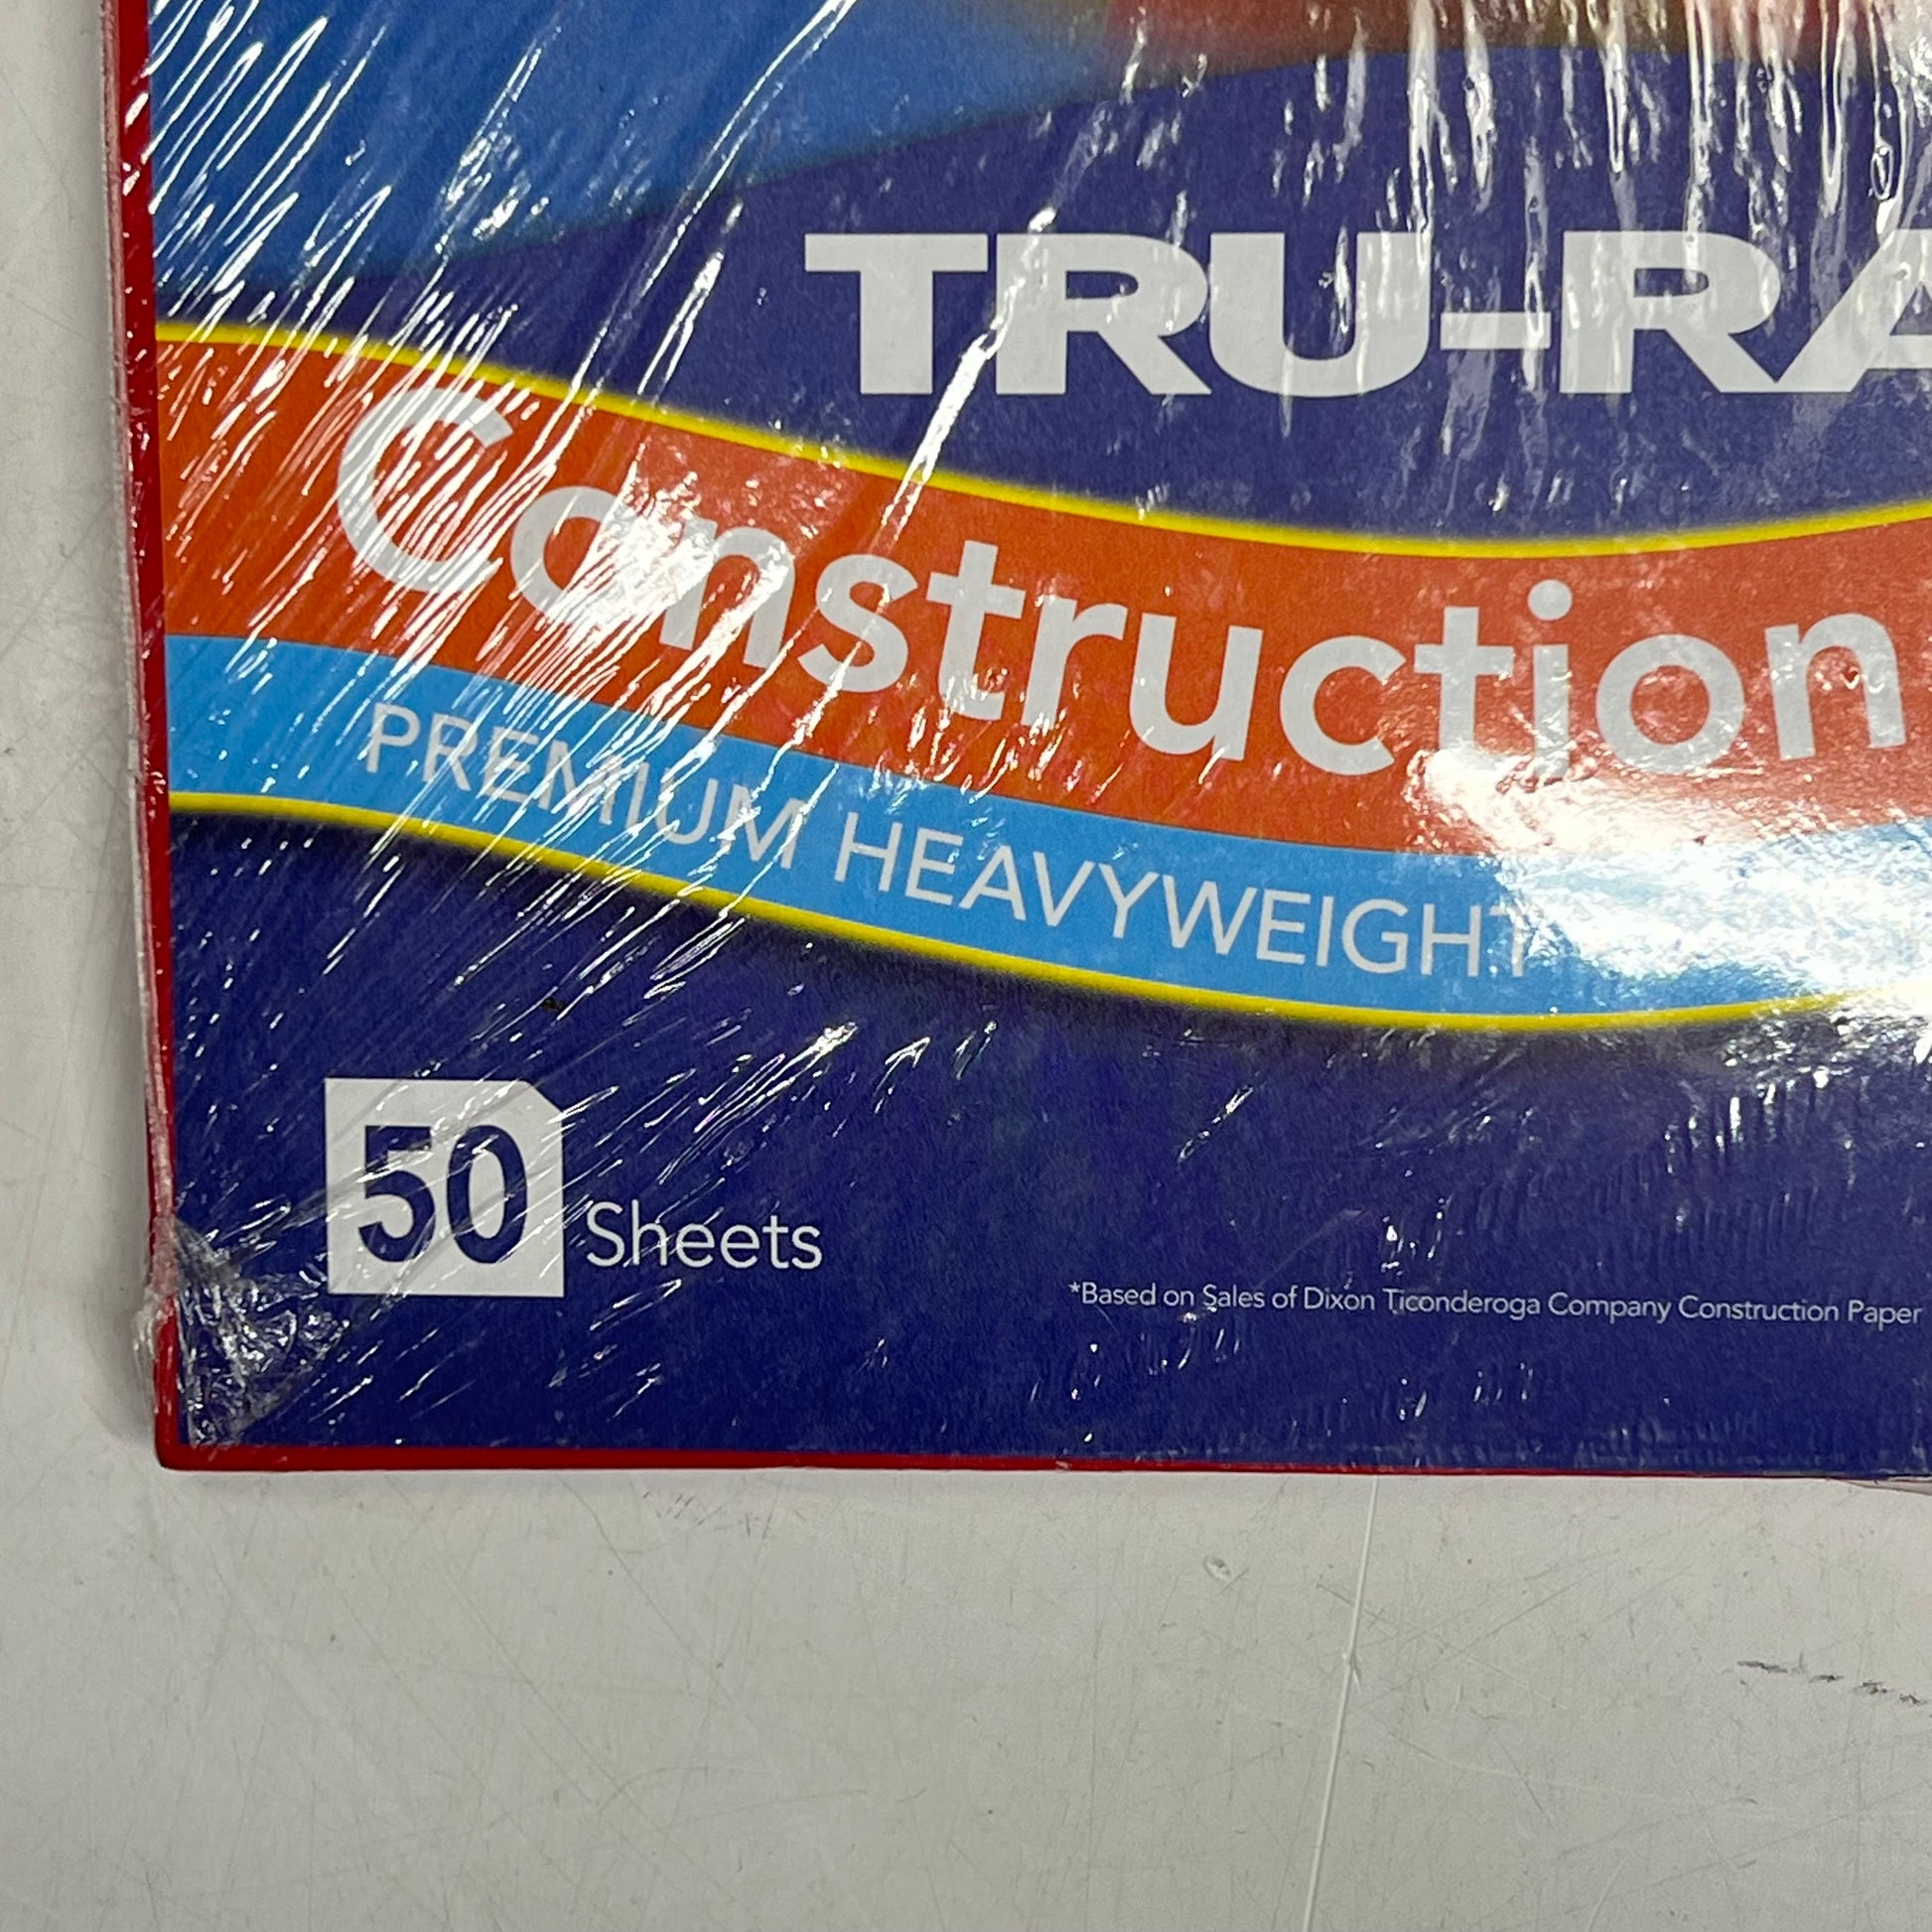 TRU-RA
Construction
PREMIUM HEAVYWEIGHT
50 Sheets
*Based on Sales of Dixon Ticonderoga Company Construction Paper